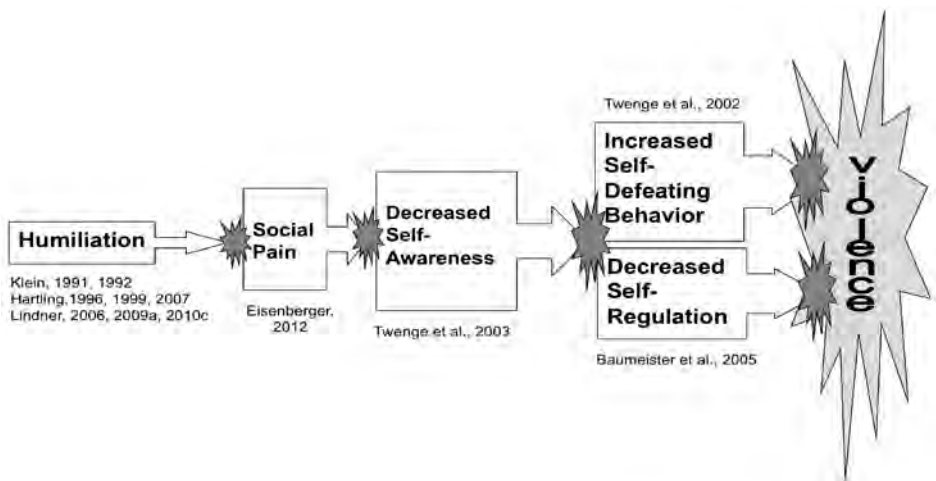 Humiliation
Klein, 1991, 1992
Hartling,1996, 1999, 2007
Lindner, 2006, 2009a, 2010c
Social
Pain
Eisenberger,
2012
Decreased
Self-
Awareness
Twenge et al., 2003
Twenge et al., 2002
Increased
Self-
Defeating
Behavior
Decreased
Self-
Regulation
Baumeister et al., 2005
Violence